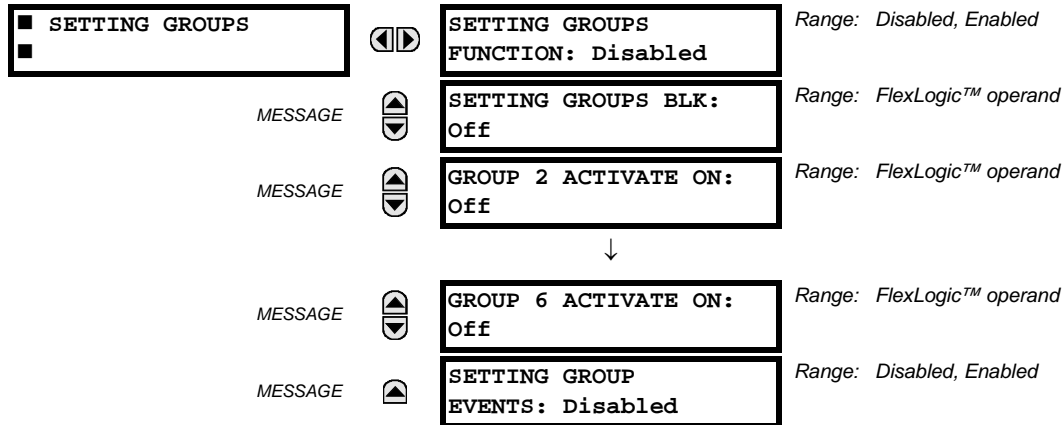 ■ SETTING GROUPS
■
SETTING GROUPS
FUNCTION: Disabled
Range: Disabled, Enabled
MESSAGE
SETTING GROUPS BLK:
Off
Range: FlexLogic™ operand
MESSAGE
GROUP 2 ACTIVATE ON:
Off
Range: FlexLogic™ operand
↓
MESSAGE
GROUP 6 ACTIVATE ON:
Off
Range: FlexLogic™ operand
MESSAGE
SETTING GROUP
EVENTS: Disabled
Range: Disabled, Enabled